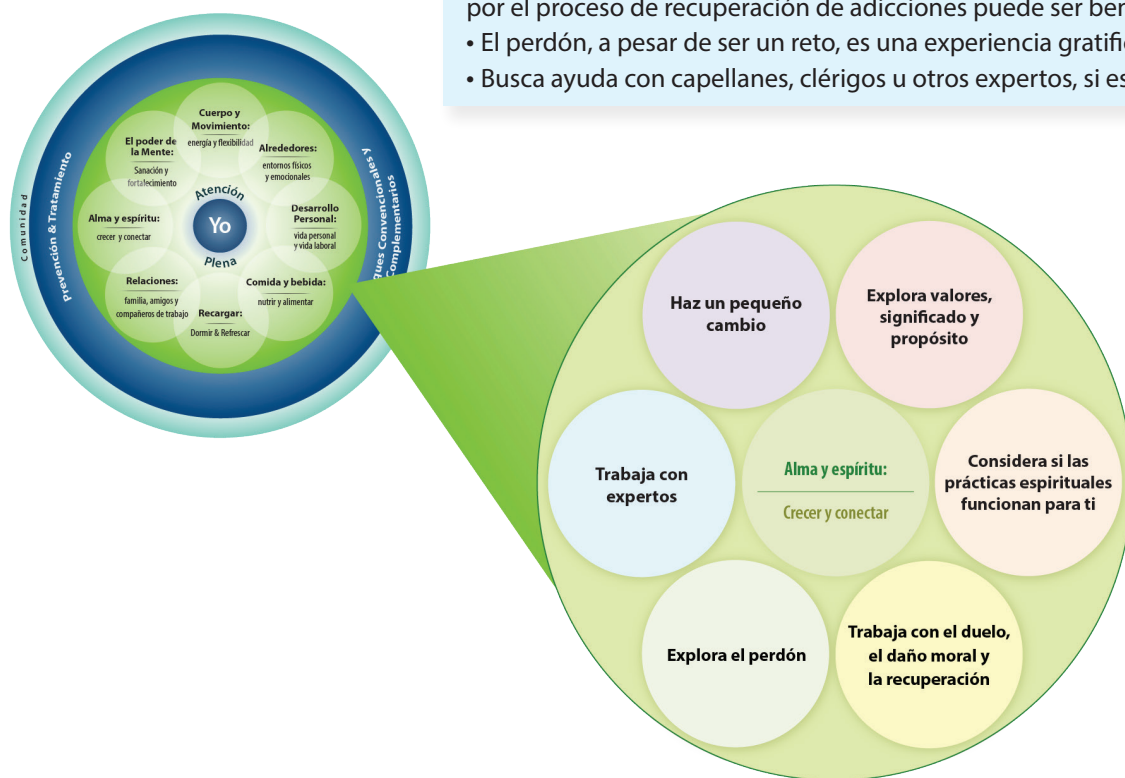 por el proceso de recuperación de adicciones puede ser
• El perdón, a pesar de ser un reto, es una experiencia
• Busca ayuda con capellanes, clérigos u otros expertos, si
Comunidad
Prevención & Tratamiento
Complementarios
Cuerpo y
Movimiento:
energía y flexibilidad
El poder de
la Mente:
Sanación y
fortalecimiento
Alrededores:
entornos físicos
y emocionales
Alma y espíritu:
crecer y conectar
Atención
Yo
Plena
Desarrollo
Personal:
vida personal
y vida laboral
Relaciones:
familia, amigos y
compañeros de trabajo
Comida y bebida:
nutrir y alimentar
Recargar:
Dormir & Refrescar
Haz un pequeño
cambio
Explora valores,
significado y
propósito
Trabaja con
expertos
Alma y espíritu:
Crecer y conectar
Considera si las
prácticas espirituales
funcionan para ti
Explora el perdón
Trabaja con el duelo,
el daño moral y
la recuperación